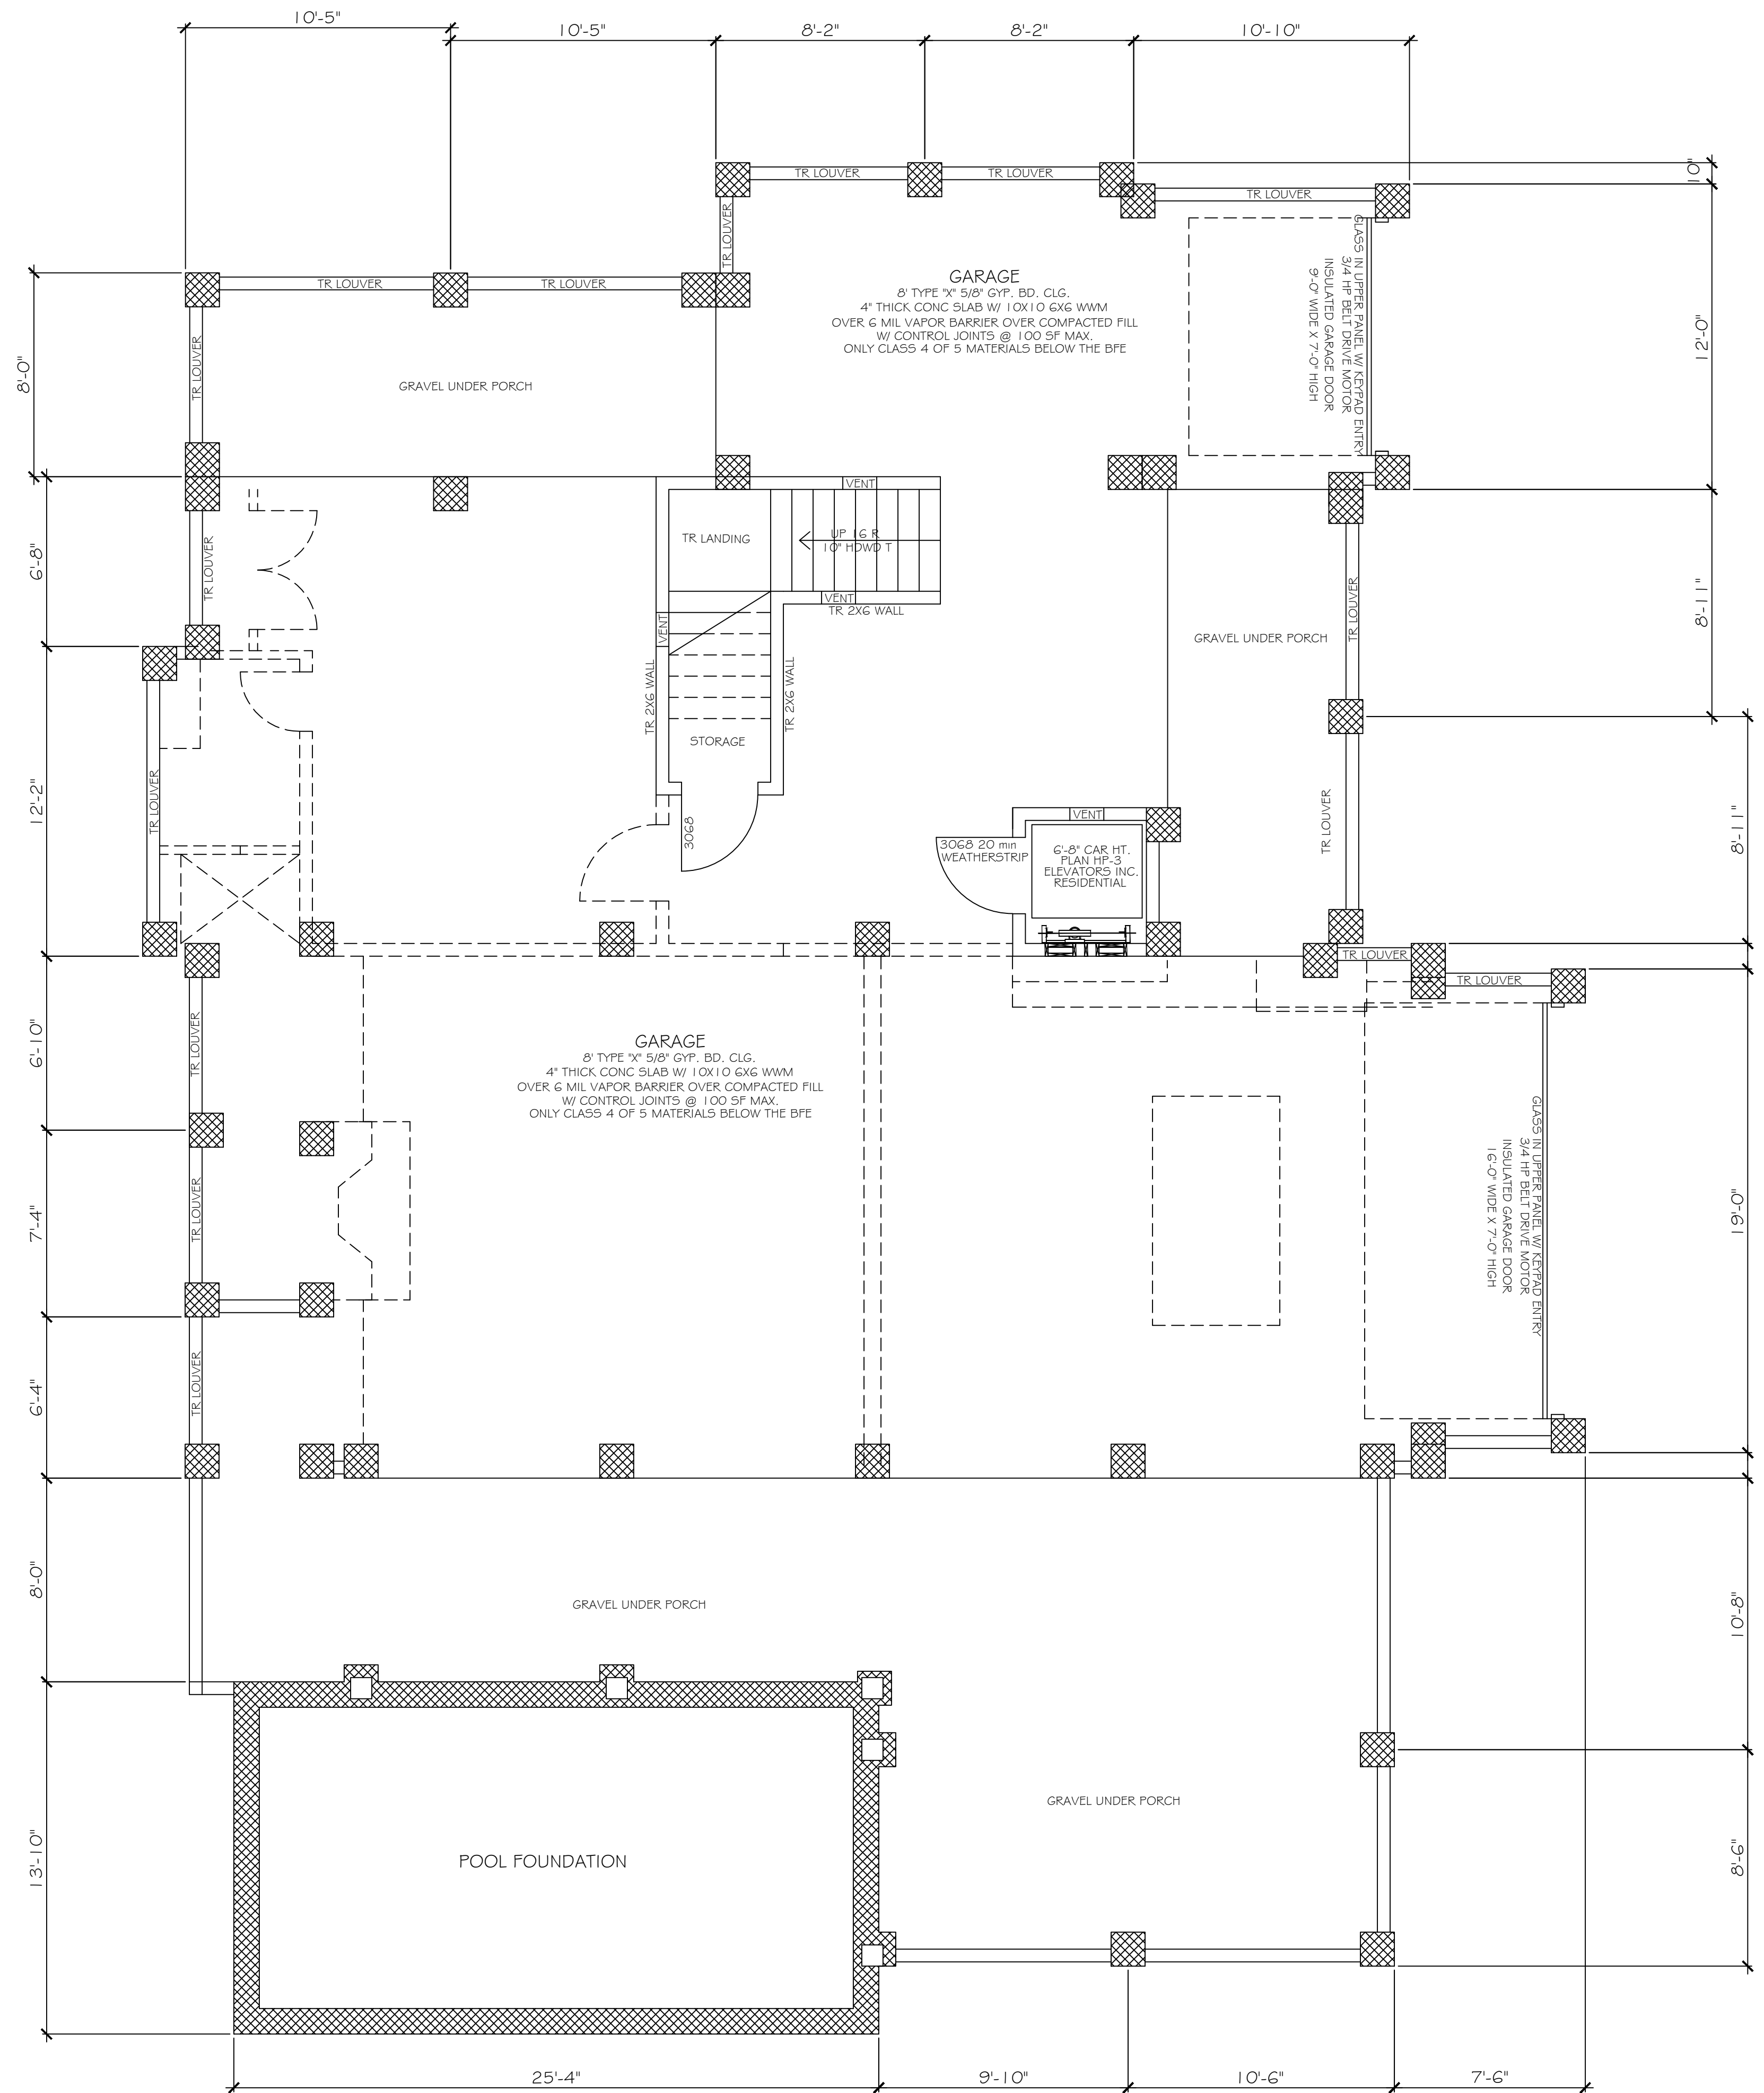 10'-5"
10'-5"
8'-2"
8'-2"
10'-10"
10"
TR LOUVER
TR LOUVER
TR LOUVER
TR LOUVER
TR LOUVER
TR LOUVER
8'-0"
TR LOUVER
GARAGE
8' TYPE "X" 5/8" GYP. BD. CLG.
4" THICK CONC SLAB W/ 10X10 6X6 WWM
OVER 6 MIL VAPOR BARRIER OVER COMPACTED FILL
W/ CONTROL JOINTS @ 100 SF MAX.
ONLY CLASS 4 OF 5 MATERIALS BELOW THE BFE
GLASS IN UPPER PANEL W/ KEYPAD ENTRY
3/4 HP BELT DRIVE MOTOR
INSULATED GARAGE DOOR
9'-0" WIDE X 7'-0" HIGH
12'-0"
GRAVEL UNDER PORCH
VENT
6'-8"
TR LOUVER
TR LANDING
UP 16 R
10" HDWD T
VENT
TR 2X6 WALL
VENT
TR 2X6 WALL
TR 2X6 WALL
GRAVEL UNDER PORCH
TR LOUVER
8'-11"
STORAGE
12'-2"
TR LOUVER
3068
VENT
3068 20 min
WEATHERSTRIP
6'-8" CAR HT.
PLAN HP-3
ELEVATORS INC.
RESIDENTIAL
TR LOUVER
8'-11"
TR LOUVER
TR LOUVER
6'-10"
TR LOUVER
GARAGE
8' TYPE "X" 5/8" GYP. BD. CLG.
4" THICK CONC SLAB W/ 10X10 6X6 WWM
OVER 6 MIL VAPOR BARRIER OVER COMPACTED FILL
W/ CONTROL JOINTS @ 100 SF MAX.
ONLY CLASS 4 OF 5 MATERIALS BELOW THE BFE
GLASS IN UPPER PANEL W/ KEYPAD ENTRY
3/4 HP BELT DRIVE MOTOR
INSULATED GARAGE DOOR
16'-0" WIDE X 7'-0" HIGH
19'-0"
7'-4"
TR LOUVER
6'-4"
TR LOUVER
8'-0"
GRAVEL UNDER PORCH
10'-8"
GRAVEL UNDER PORCH
13'-10"
POOL FOUNDATION
8'-6"
25'-4"
9'-10"
10'-6"
7'-6"